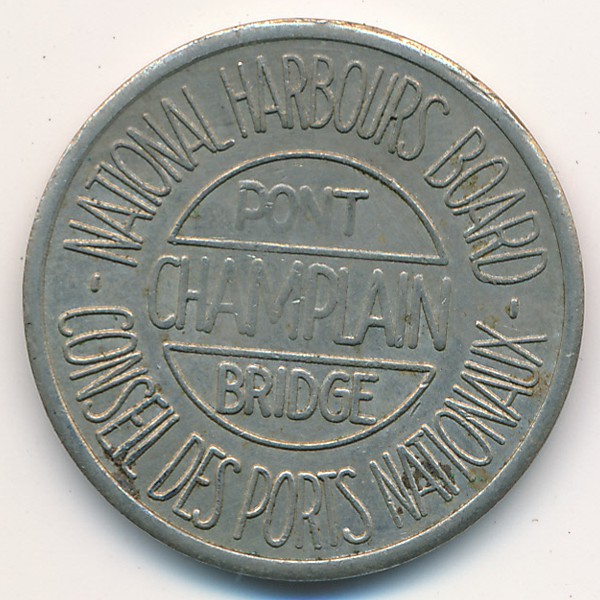 NATIONAL HARBOURS BOARD
PONT
CHAMPLAIN
BRIDGE
CONSEIL DES PORTS NATIONAUX